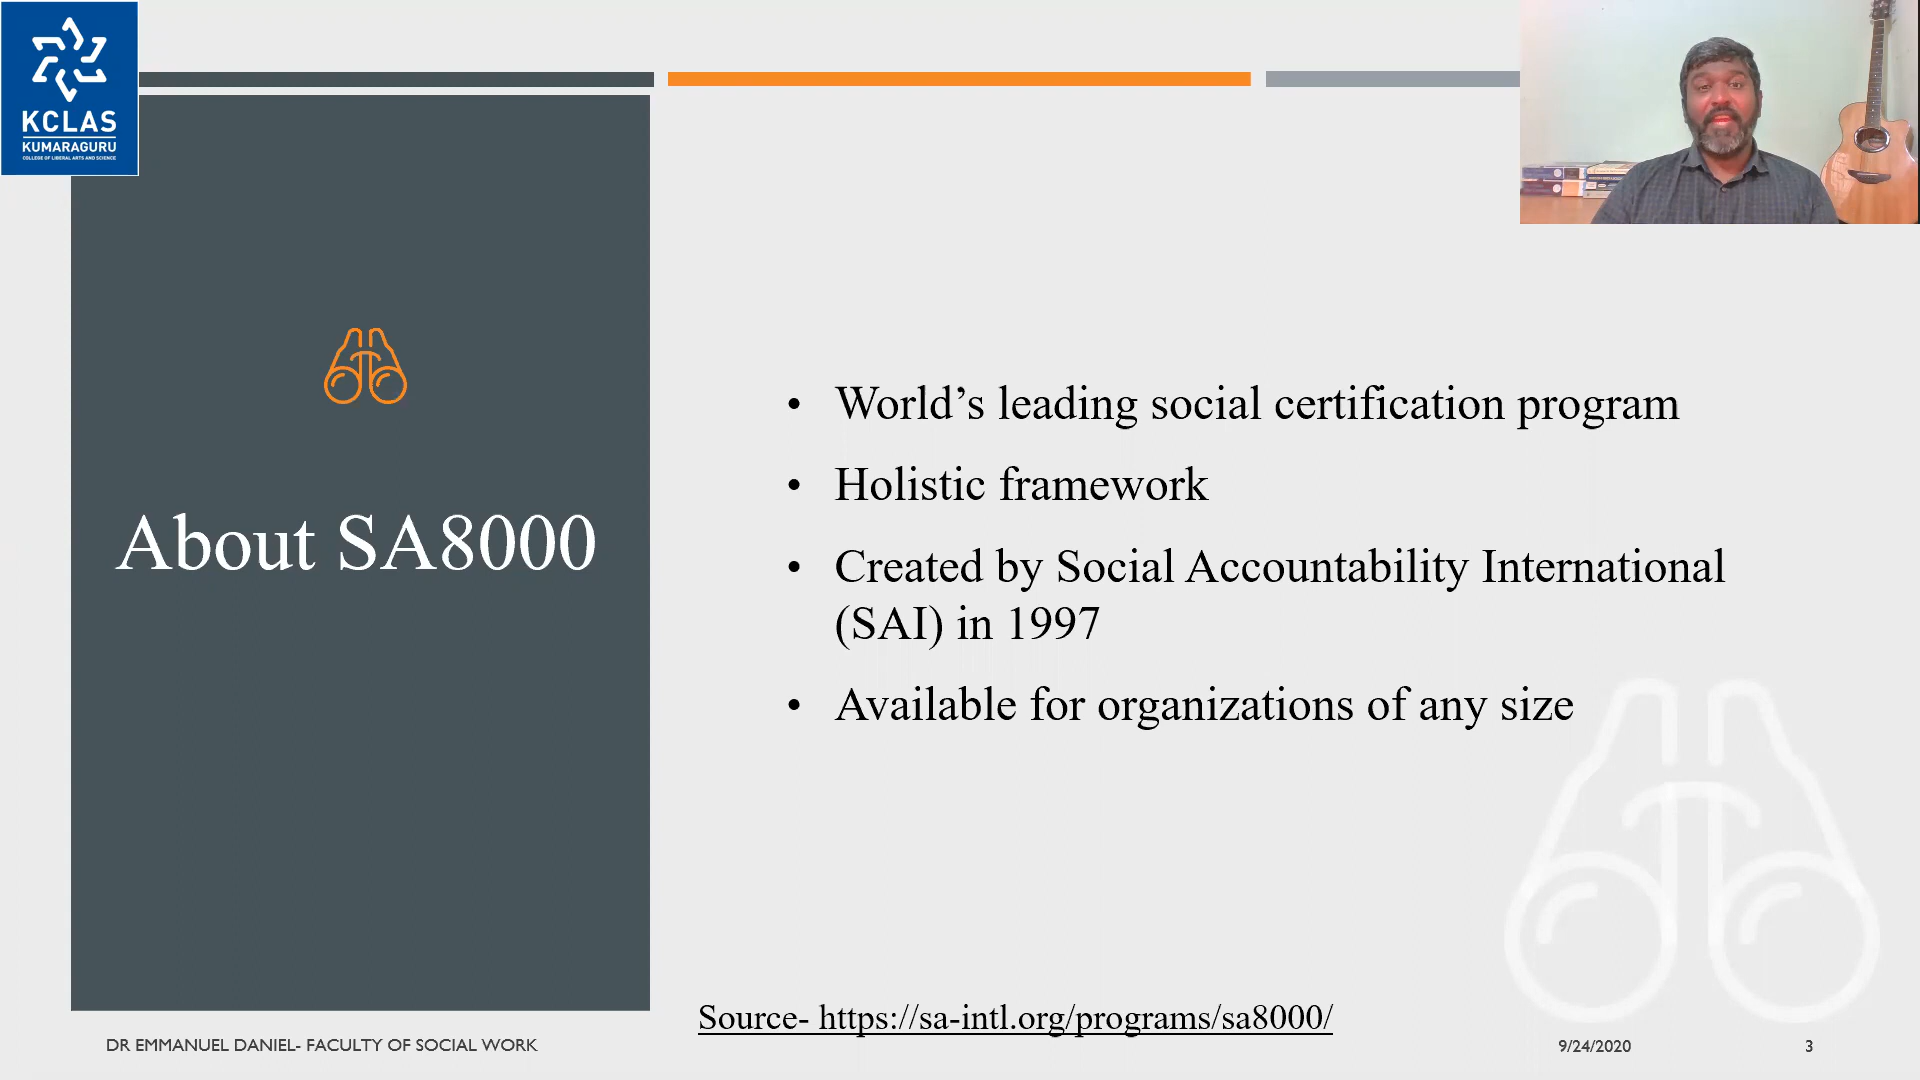 KCLAS
KUMARAGURU
COLLEGE OF LIBERAL ARTS AND SCIENCE
About SA8000
• World’s leading social certification program
• Holistic framework
• Created by Social Accountability International
(SAI) in 1997
• Available for organizations of any size
Source- https://sa-intl.org/programs/sa8000/
DR EMMANUEL DANIEL- FACULTY OF SOCIAL WORK
9/24/2020
3